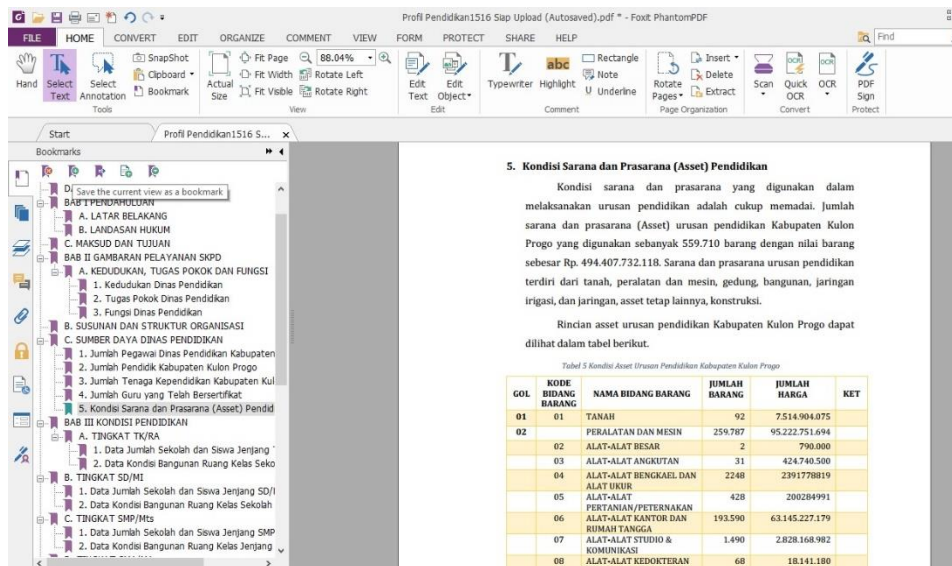 Profil Pendidikan1516 Siap Upload (Autosaved).pdf * - Foxit PhantomPDF
FILE HOME CONVERT EDIT ORGANIZE COMMENT VIEW FORM PROTECT SHARE HELP
Find
Hand
Select Text
Select Annotation
SnapShot
Clipboard
Bookmark
Tools
Actual Size
Fit Page
Fit Width
Fit Visible
88.04%
Rotate Left
Rotate Right
View
Edit Text
Edit Object
Edit
Typewriter
Highlight
Rectangle
Note
Underline
Comment
Rotate Pages
Insert
Delete
Extract
Page Organization
Scan
Quick OCR
OCR
Convert
PDF Sign
Protect
Start
Profil Pendidikan1516 S...
Bookmarks
Save the current view as a bookmark
BAB I PENDAHULUAN
A. LATAR BELAKANG
B. LANDASAN HUKUM
C. MAKSUD DAN TUJUAN
BAB II GAMBARAN PELAYANAN SKPD
A. KEDUDUKAN, TUGAS POKOK DAN FUNGSI
1. Kedudukan Dinas Pendidikan
2. Tugas Pokok Dinas Pendidikan
3. Fungsi Dinas Pendidikan
B. SUSUNAN DAN STRUKTUR ORGANISASI
C. SUMBER DAYA DINAS PENDIDIKAN
1. Jumlah Pegawai Dinas Pendidikan Kabupaten
2. Jumlah Pendidik Kabupaten Kulon Progo
3. Jumlah Tenaga Kependidikan Kabupaten Kul
4. Jumlah Guru yang Telah Bersertifkat
5. Kondisi Sarana dan Prasarana (Asset) Pendid
BAB III KONDISI PENDIDIKAN
A. TINGKAT TK/RA
1. Data Jumlah Sekolah dan Siswa Jenjang
2. Data Kondisi Bangunan Ruang Kelas Seko
B. TINGKAT SD/MI
1. Data Jumlah Sekolah dan Siswa Jenjang SD/
2. Data Kondisi Bangunan Ruang Kelas Sekolah
C. TINGKAT SMP/Mts
1. Data Jumlah Sekolah dan Siswa Jenjang SMP
2. Data Kondisi Bangunan Ruang Kelas Jenjang
5. Kondisi Sarana dan Prasarana (Asset) Pendidikan
Kondisi sarana dan prasarana yang digunakan dalam
melaksanakan urusan pendidikan adalah cukup memadai. Jumlah
sarana dan prasarana (Asset) urusan pendidikan Kabupaten Kulon
Progo yang digunakan sebanyak 559.710 barang dengan nilai barang
sebesar Rp. 494.407.732.118. Sarana dan prasarana urusan pendidikan
terdiri dari tanah, peralatan dan mesin, gedung, bangunan, jaringan
irigasi, dan jaringan, asset tetap lainnya, konstruksi.
Rincian asset urusan pendidikan Kabupaten Kulon Progo dapat
dilihat dalam tabel berikut.
Tabel 5 Kondisi Asset Urusan Pendidikan Kabupaten Kulon Progo
GOL KODE BIDANG BARANG NAMA BIDANG BARANG JUMLAH BARANG JUMLAH HARGA KET
01 01 TANAH 92 7.514.904.075
02 PERALATAN DAN MESIN 259.787 95.222.751.694
02 ALAT-ALAT BESAR 2 790.000
03 ALAT-ALAT ANGKUTAN 31 424.740.500
04 ALAT-ALAT BENGKAEL DAN ALAT UKUR 2248 2391778819
05 ALAT-ALAT PERTANIAN/PETERNAKAN 428 200284991
06 ALAT-ALAT KANTOR DAN RUMAH TANGGA 193.590 63.145.227.179
07 ALAT-ALAT STUDIO & KOMUNIKASI 1.490 2.828.168.982
08 ALAT-ALAT KEDOKTERAN 68 18.141.180